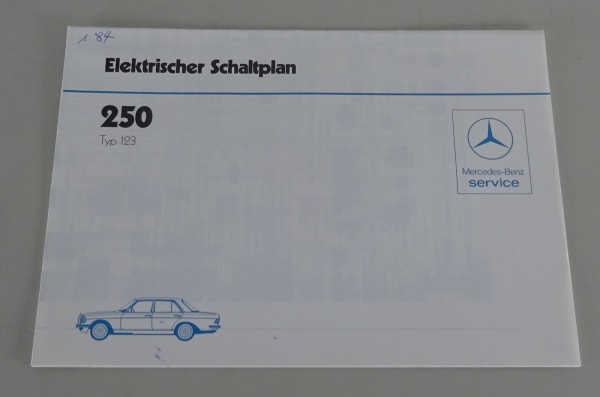 1 84
Elektrischer Schaltplan
250
Typ 123
Mercedes-Benz
service